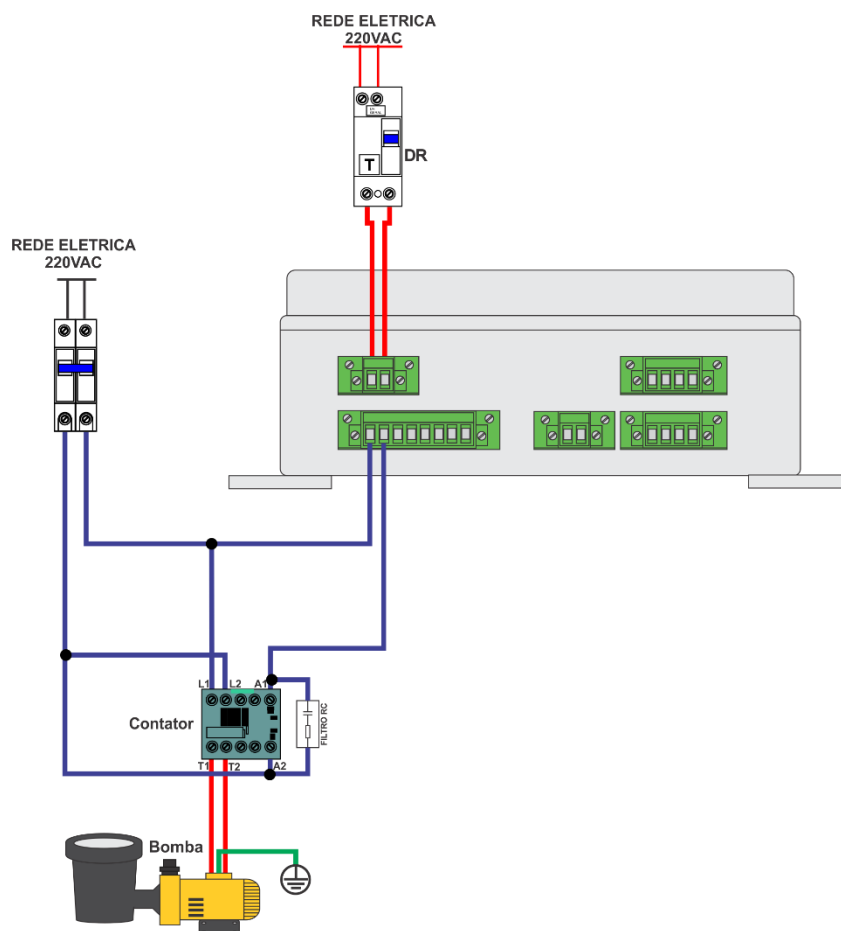 REDE ELETRICA
220VAC
T
DR
REDE ELETRICA
220VAC
L1 L2 A1
Contator
FILTRO RC
T1 T2 A2
Bomba